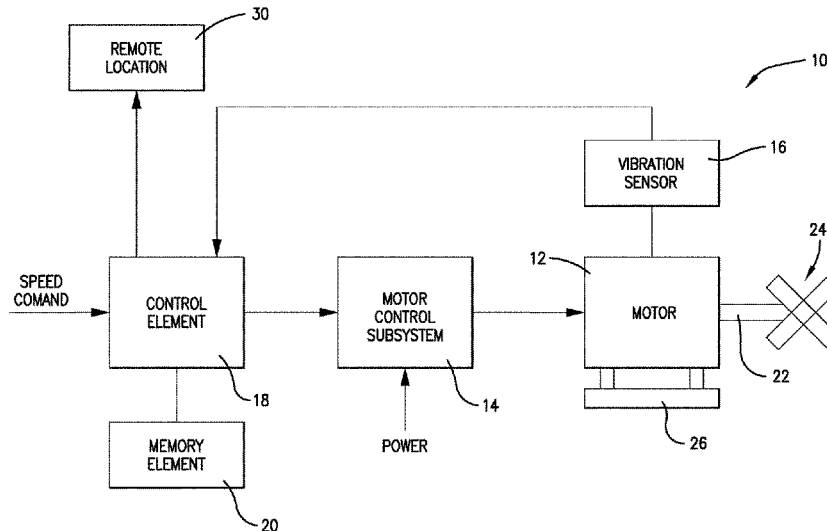 30
REMOTE
LOCATION
10
16
VIBRATION
SENSOR
24
12
SPEED
COMAND
CONTROL
ELEMENT
MOTOR
CONTROL
SUBSYSTEM
MOTOR
22
18
14
26
MEMORY
ELEMENT
POWER
20